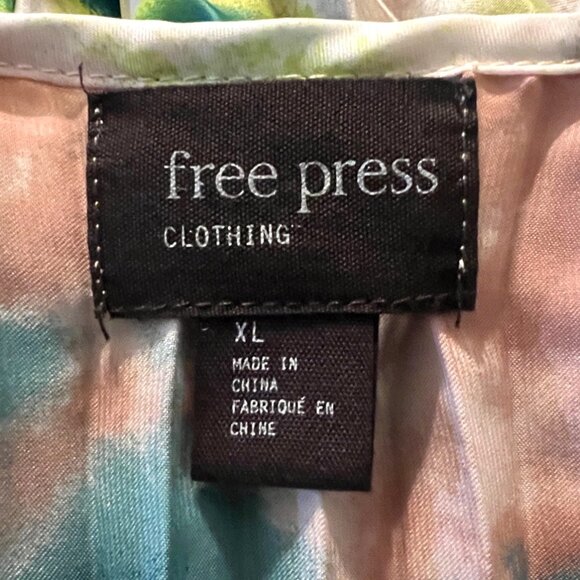 free press
CLOTHING
XL
MADE IN
CHINA
FABRIQUÉ EN
CHINE